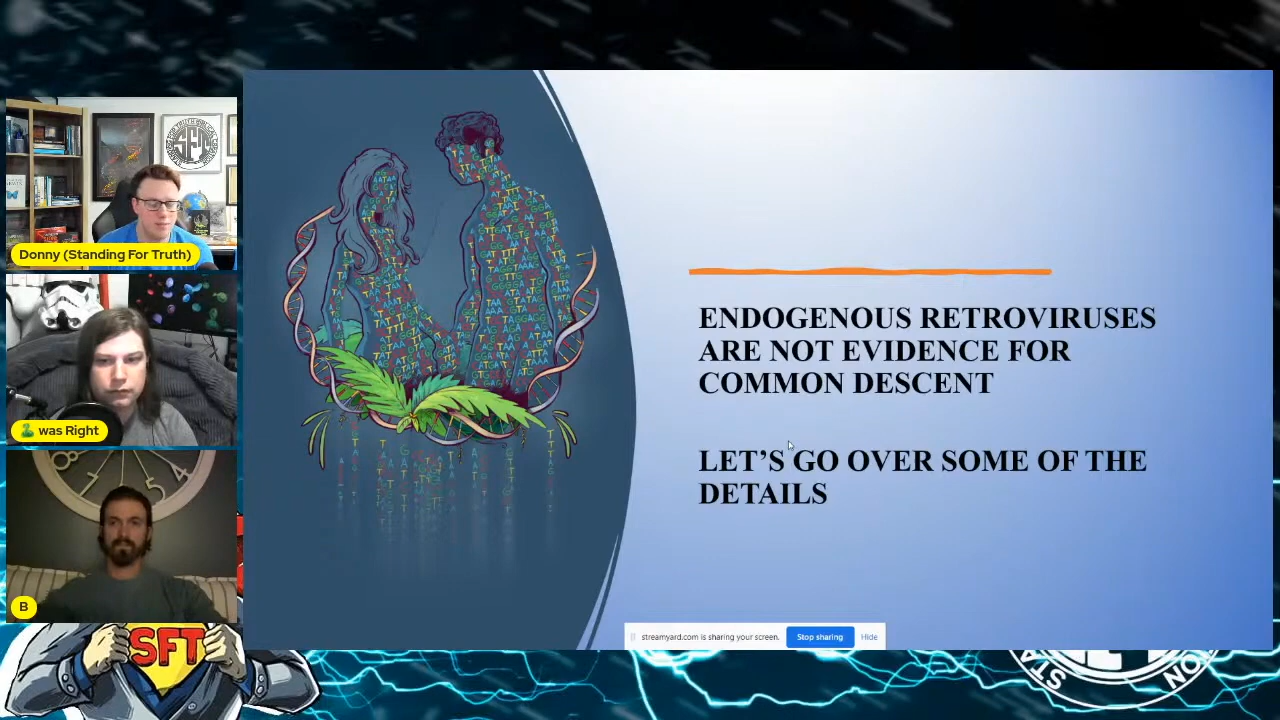 Donny (Standing For Truth)
🐍 was Right
B
SFT
SFT
ENDOGENOUS RETROVIRUSES
ARE NOT EVIDENCE FOR
COMMON DESCENT
LET'S GO OVER SOME OF THE
DETAILS
streamyard.com is sharing your screen.
Stop sharing
Hide